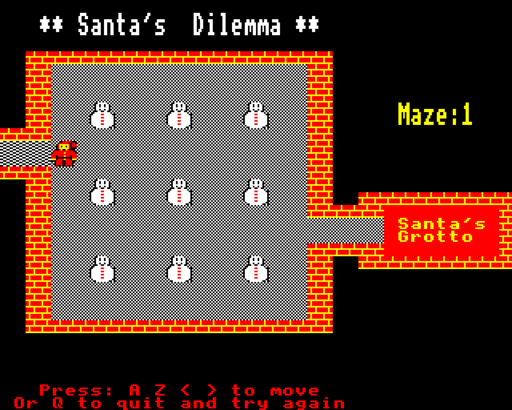 ** Santa's Dilemma **
Maze:1
Santa's
Grotto
Press: A Z < > to move
Or Q to quit and try again